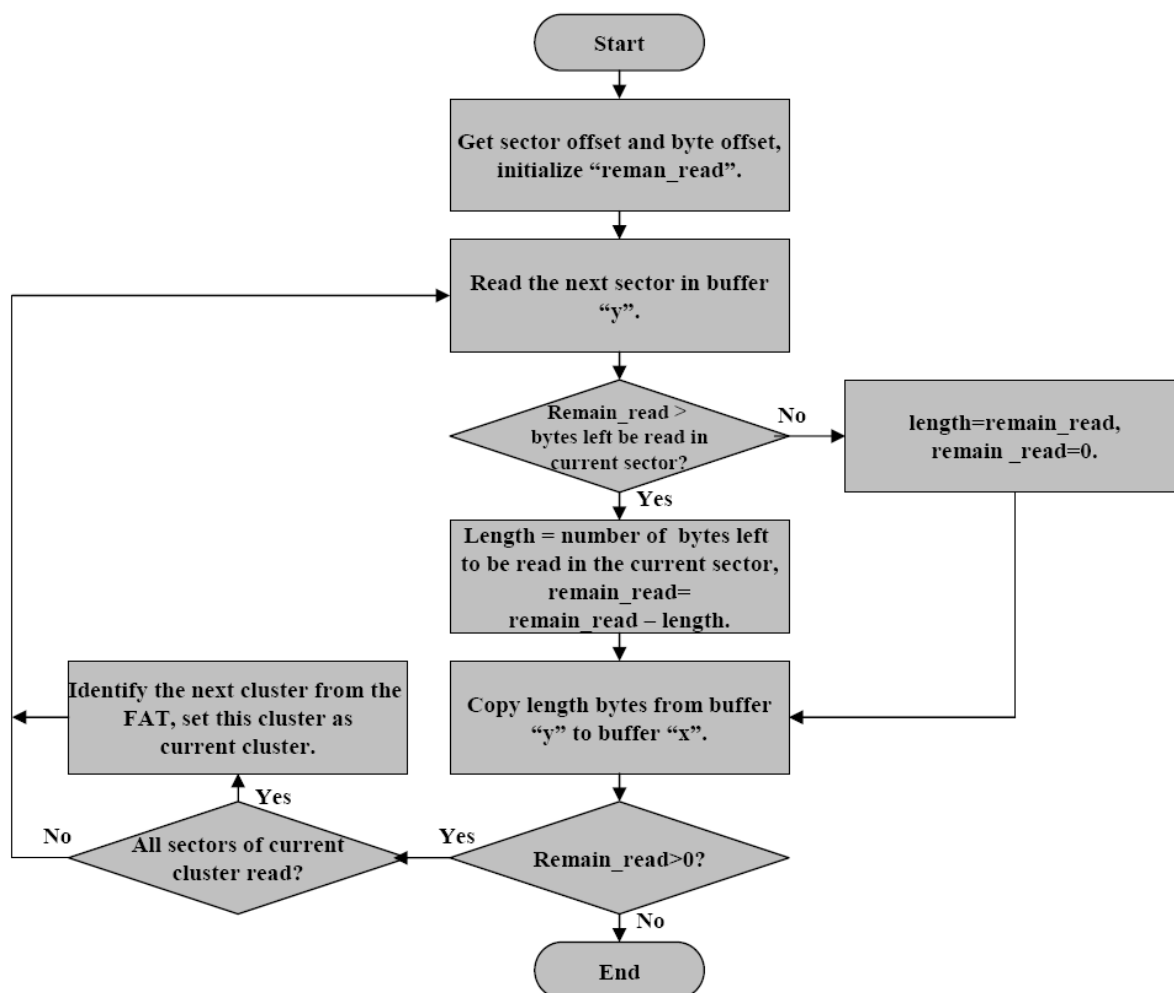 Start
Get sector offset and byte offset,
initialize “reman_read”.
Read the next sector in buffer
“y”.
Remain_read >
bytes left be read in
current sector?
No
length=remain_read,
remain _read=0.
Yes
Length = number of bytes left
to be read in the current sector,
remain_read=
remain_read – length.
Identify the next cluster from the
FAT, set this cluster as
current cluster.
Copy length bytes from buffer
“y” to buffer “x”.
Yes
No
All sectors of current
cluster read?
Yes
Remain_read>0?
No
End